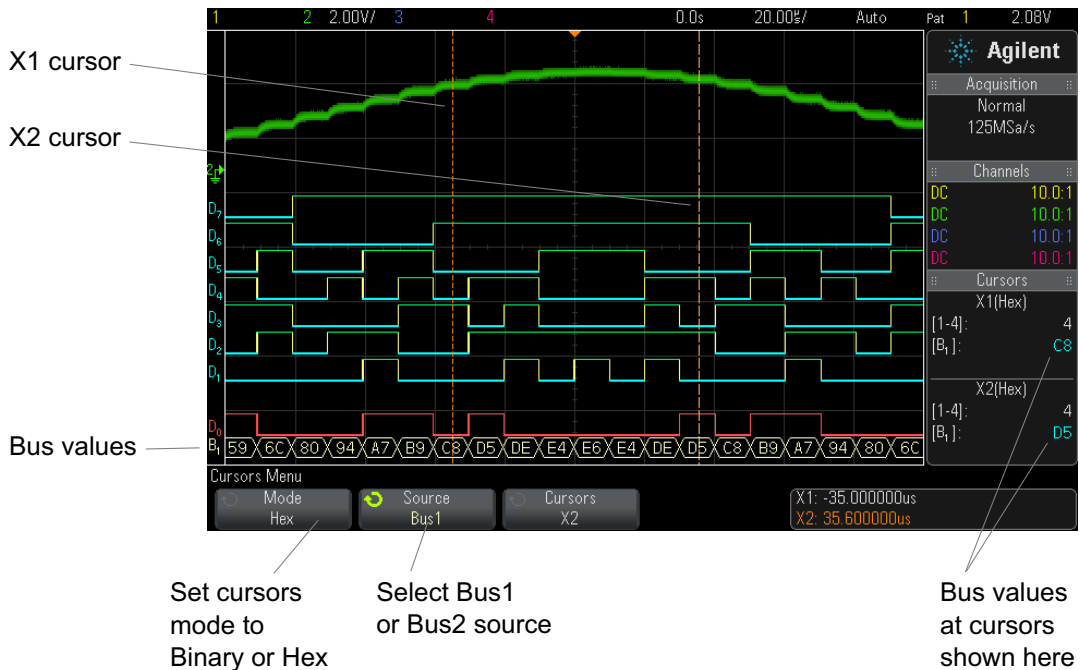 1 2 2.00V/ 3 4 0.0s 20.00㎲/ Auto Pat 1 2.08V
X1 cursor
X2 cursor
Agilent
Acquisition
Normal
125MSa/s
Channels
DC 10.0:1
DC 10.0:1
DC 10.0:1
DC 10.0:1
Cursors
X1(Hex)
[1-4]: 4
[B₁]: C8
X2(Hex)
[1-4]: 4
[B₁]: D5
2
D₇
D₆
D₅
D₄
D₃
D₂
D₁
D₀
Bus values
B₁ 59 6C 80 94 A7 B9 C8 D5 DE E4 E6 E4 DE D5 C8 B9 A7 94 80 6C
Cursors Menu
Mode
Hex
Source
Bus1
Cursors
X2
X1: -35.000000us
X2: 35.600000us
Set cursors
mode to
Binary or Hex
Select Bus1
or Bus2 source
Bus values
at cursors
shown here